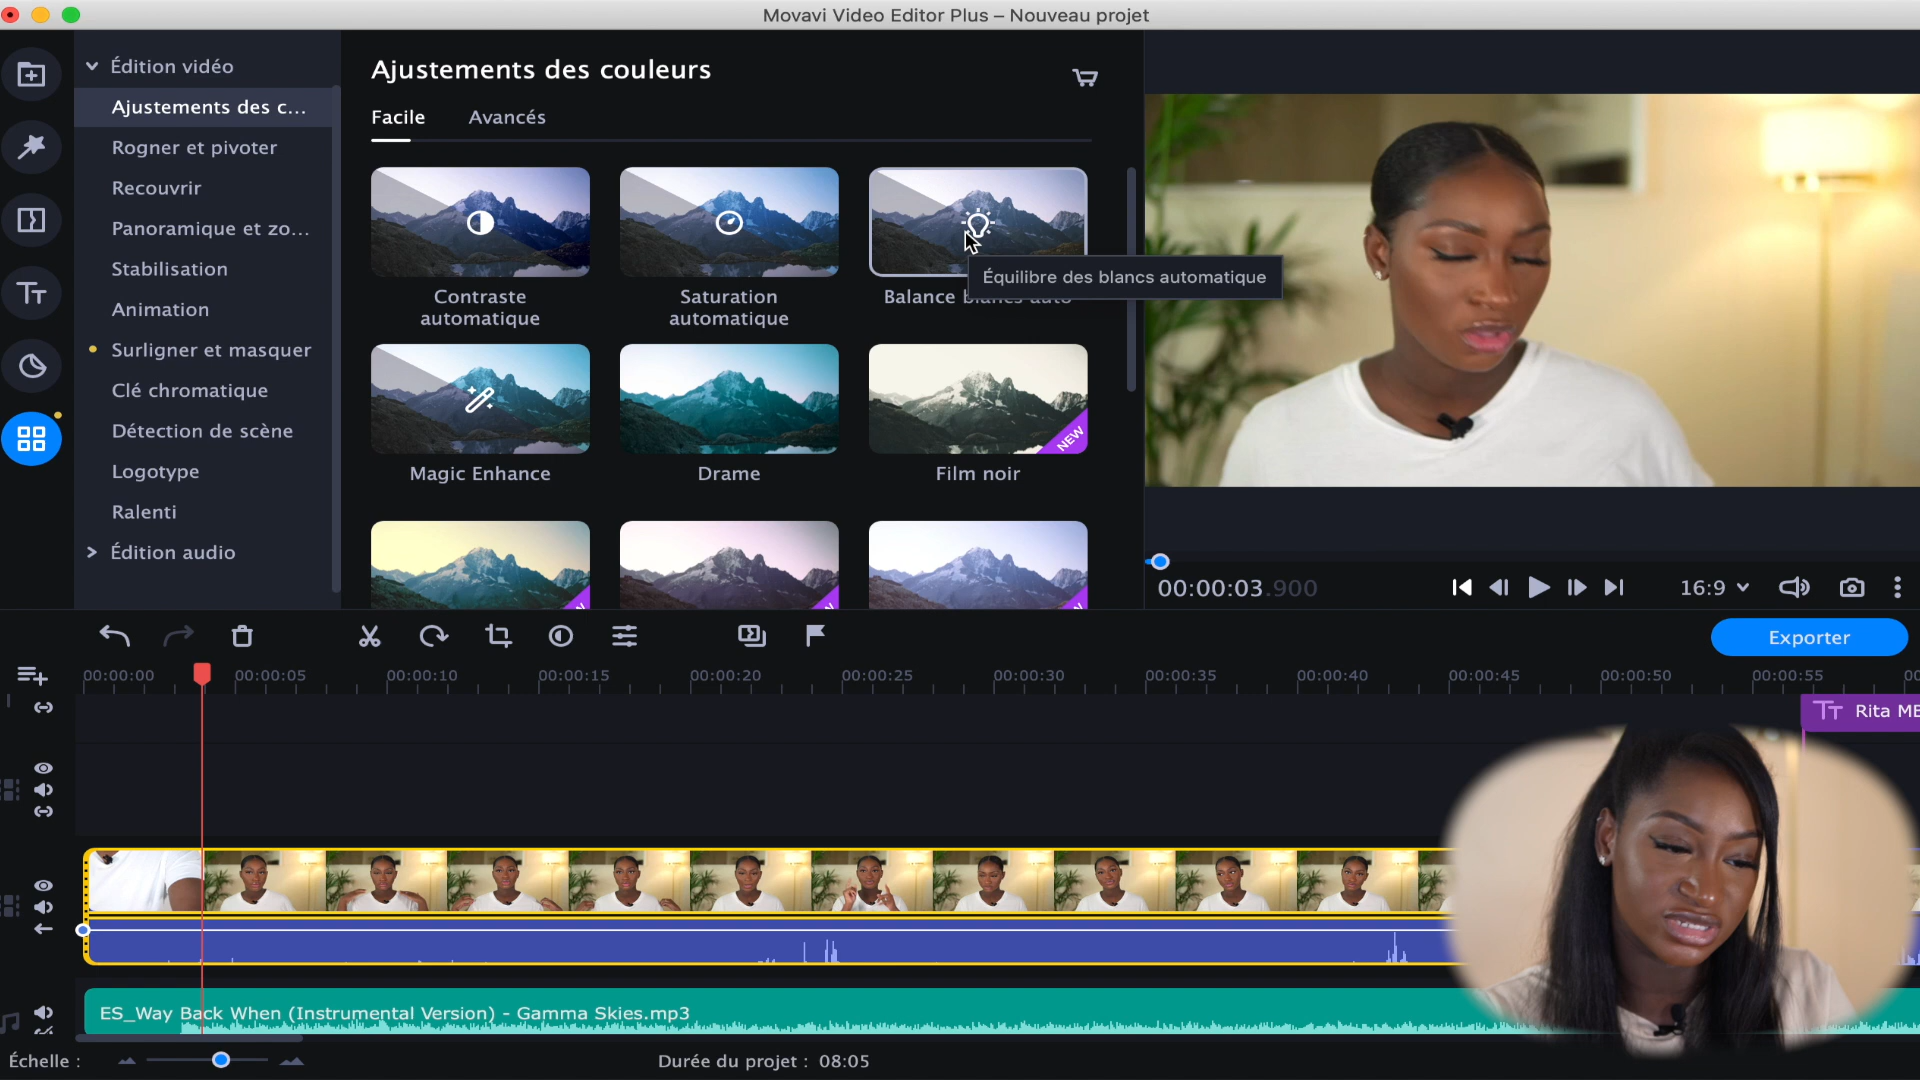 Movavi Video Editor Plus – Nouveau projet
Édition vidéo
Ajustements des c...
Rogner et pivoter
Recouvrir
Panoramique et zo...
Stabilisation
Animation
Surligner et masquer
Clé chromatique
Détection de scène
Logotype
Ralenti
Édition audio
Ajustements des couleurs
Facile
Avancés
Contraste
automatique
Saturation
automatique
Équilibre des blancs automatique
Balance
Magic Enhance
Drame
NEW
Film noir
00:00:03.900
16:9
Exporter
00:00:00
00:00:05
00:00:10
00:00:15
00:00:20
00:00:25
00:00:30
00:00:35
00:00:40
00:00:45
00:00:50
00:00:55
Tт Rita ME
ES_Way Back When (Instrumental Version) - Gamma Skies.mp3
Échelle :
Durée du projet : 08:05